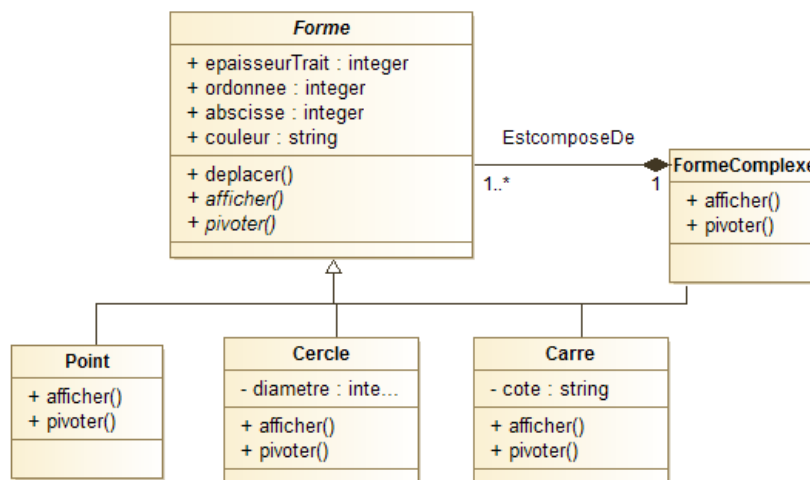 Forme
+ epaisseurTrait : integer
+ ordonnee : integer
+ abscisse : integer
+ couleur : string
+ deplacer()
+ afficher()
+ pivoter()
EstcomposeDe
1..*
1
FormeComplexe
+ afficher()
+ pivoter()
Point
+ afficher()
+ pivoter()
Cercle
- diametre : inte...
+ afficher()
+ pivoter()
Carre
- cote : string
+ afficher()
+ pivoter()